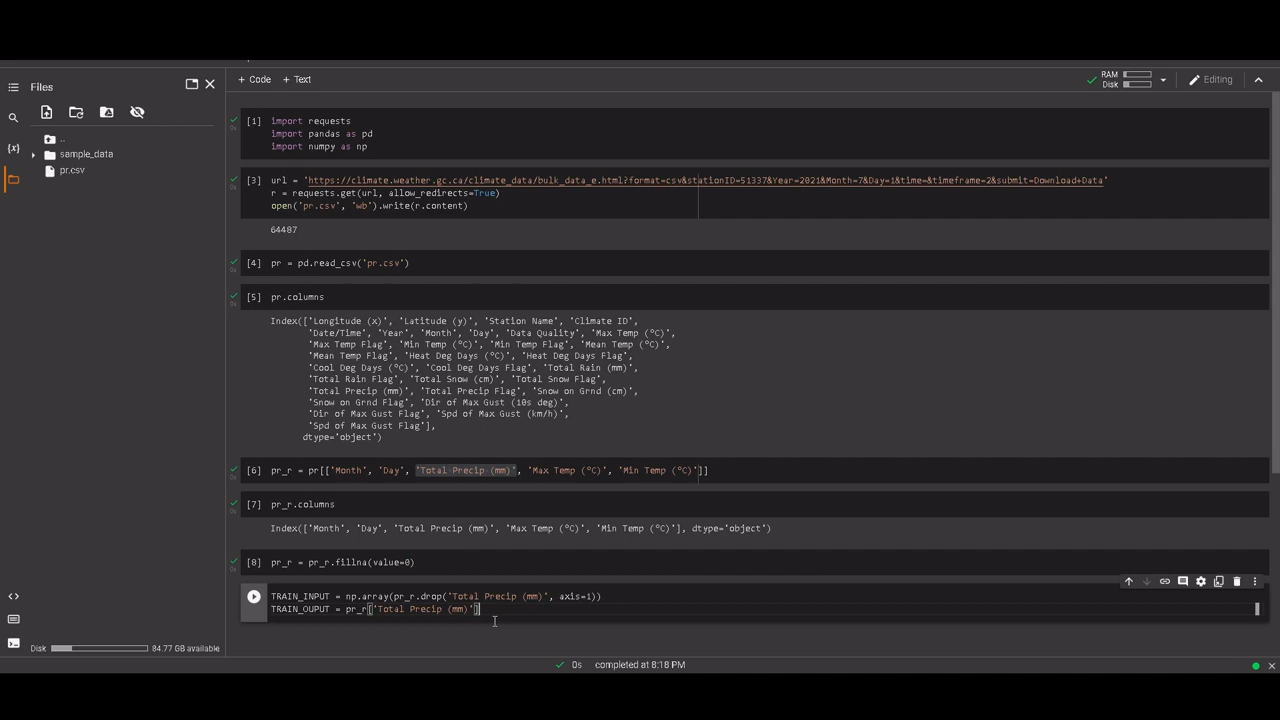 Files
+ Code + Text
RAM
Disk
Editing
..
sample_data
pr.csv
[1] import requests
import pandas as pd
import numpy as np
[3] url = 'https://climate.weather.gc.ca/climate_data/bulk_data_e.html?format=csv&stationID=51337&Year=2021&Month=7&Day=1&time=&timeframe=2&submit=Download+Data'
r = requests.get(url, allow_redirects=True)
open('pr.csv', 'wb').write(r.content)
64407
[4] pr = pd.read_csv('pr.csv')
[5] pr.columns
Index(['Longitude (x)', 'Latitude (y)', 'Station Name', 'Climate ID',
'Date/Time', 'Year', 'Month', 'Day', 'Data Quality', 'Max Temp (°C)',
'Max Temp Flag', 'Min Temp (°C)', 'Min Temp Flag', 'Mean Temp (°C)',
'Mean Temp Flag', 'Heat Deg Days (°C)', 'Heat Deg Days Flag',
'Cool Deg Days (°C)', 'Cool Deg Days Flag', 'Total Rain (mm)',
'Total Rain Flag', 'Total Snow (cm)', 'Total Snow Flag',
'Total Precip (mm)', 'Total Precip Flag', 'Snow on Grnd (cm)',
'Snow on Grnd Flag', 'Dir of Max Gust (10s deg)',
'Dir of Max Gust Flag', 'Spd of Max Gust (km/h)',
'Spd of Max Gust Flag'],
dtype='object')
[6] pr_r = pr[['Month', 'Day', 'Total Precip (mm)', 'Max Temp (°C)', 'Min Temp (°C)']]
[7] pr_r.columns
Index(['Month', 'Day', 'Total Precip (mm)', 'Max Temp (°C)', 'Min Temp (°C)'], dtype='object')
[8] pr_r = pr_r.fillna(value=0)
TRAIN_INPUT = np.array(pr_r.drop('Total Precip (mm)', axis=1))
TRAIN_OUPUT = pr_r['Total Precip (mm)']
Disk 84.77 GB available
0s completed at 8:18 PM